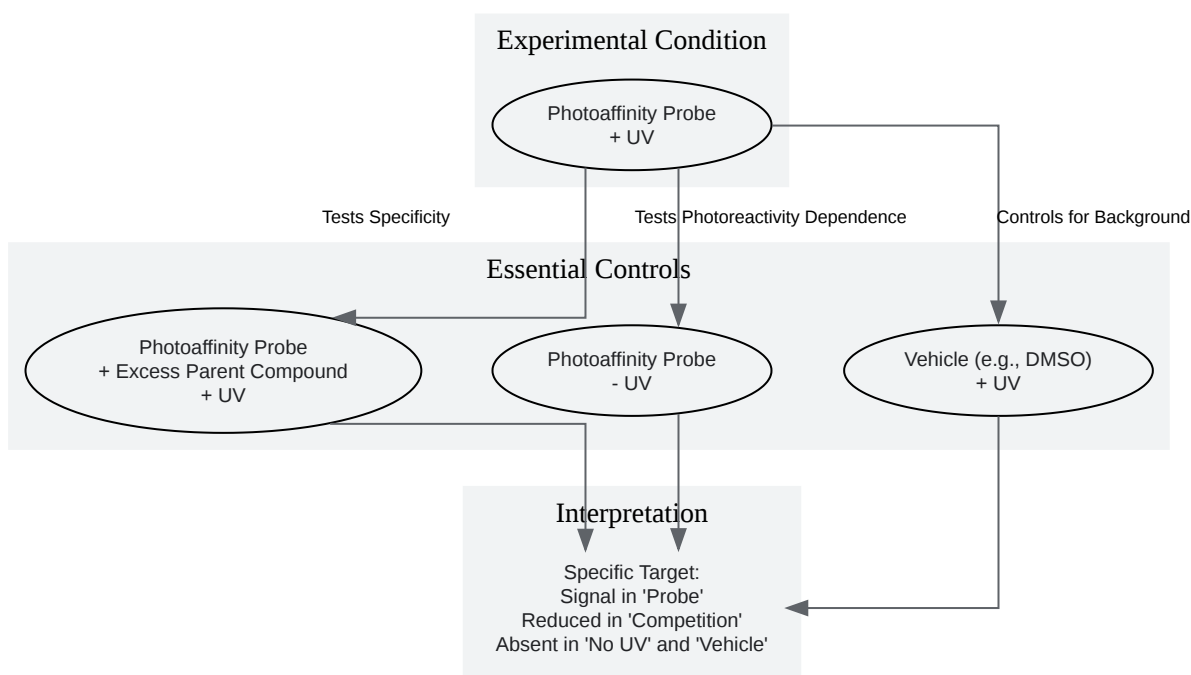 Experimental Condition
Photoaffinity Probe
+ UV
Tests Specificity
Tests Photoreactivity Dependence
Controls for Background
Essential Controls
Photoaffinity Probe
+ Excess Parent Compound
+ UV
Photoaffinity Probe
- UV
Vehicle (e.g., DMSO)
+ UV
Interpretation
Specific Target:
Signal in 'Probe'
Reduced in 'Competition'
Absent in 'No UV' and 'Vehicle'